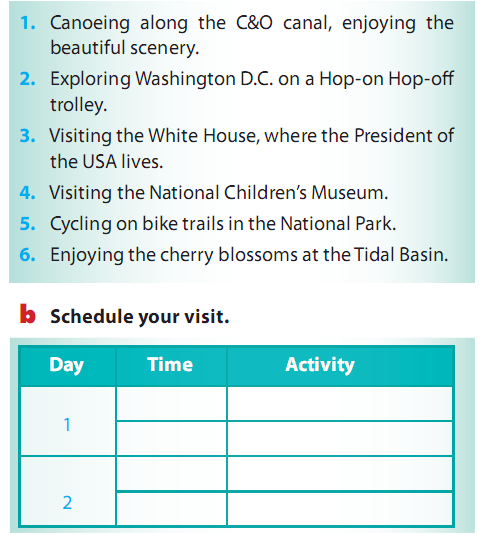 1. Canoeing along the C&O canal, enjoying the
beautiful scenery.
2. Exploring Washington D.C. on a Hop-on Hop-off
trolley.
3. Visiting the White House, where the President of
the USA lives.
4. Visiting the National Children’s Museum.
5. Cycling on bike trails in the National Park.
6. Enjoying the cherry blossoms at the Tidal Basin.
b Schedule your visit.
Day Time Activity
1
2